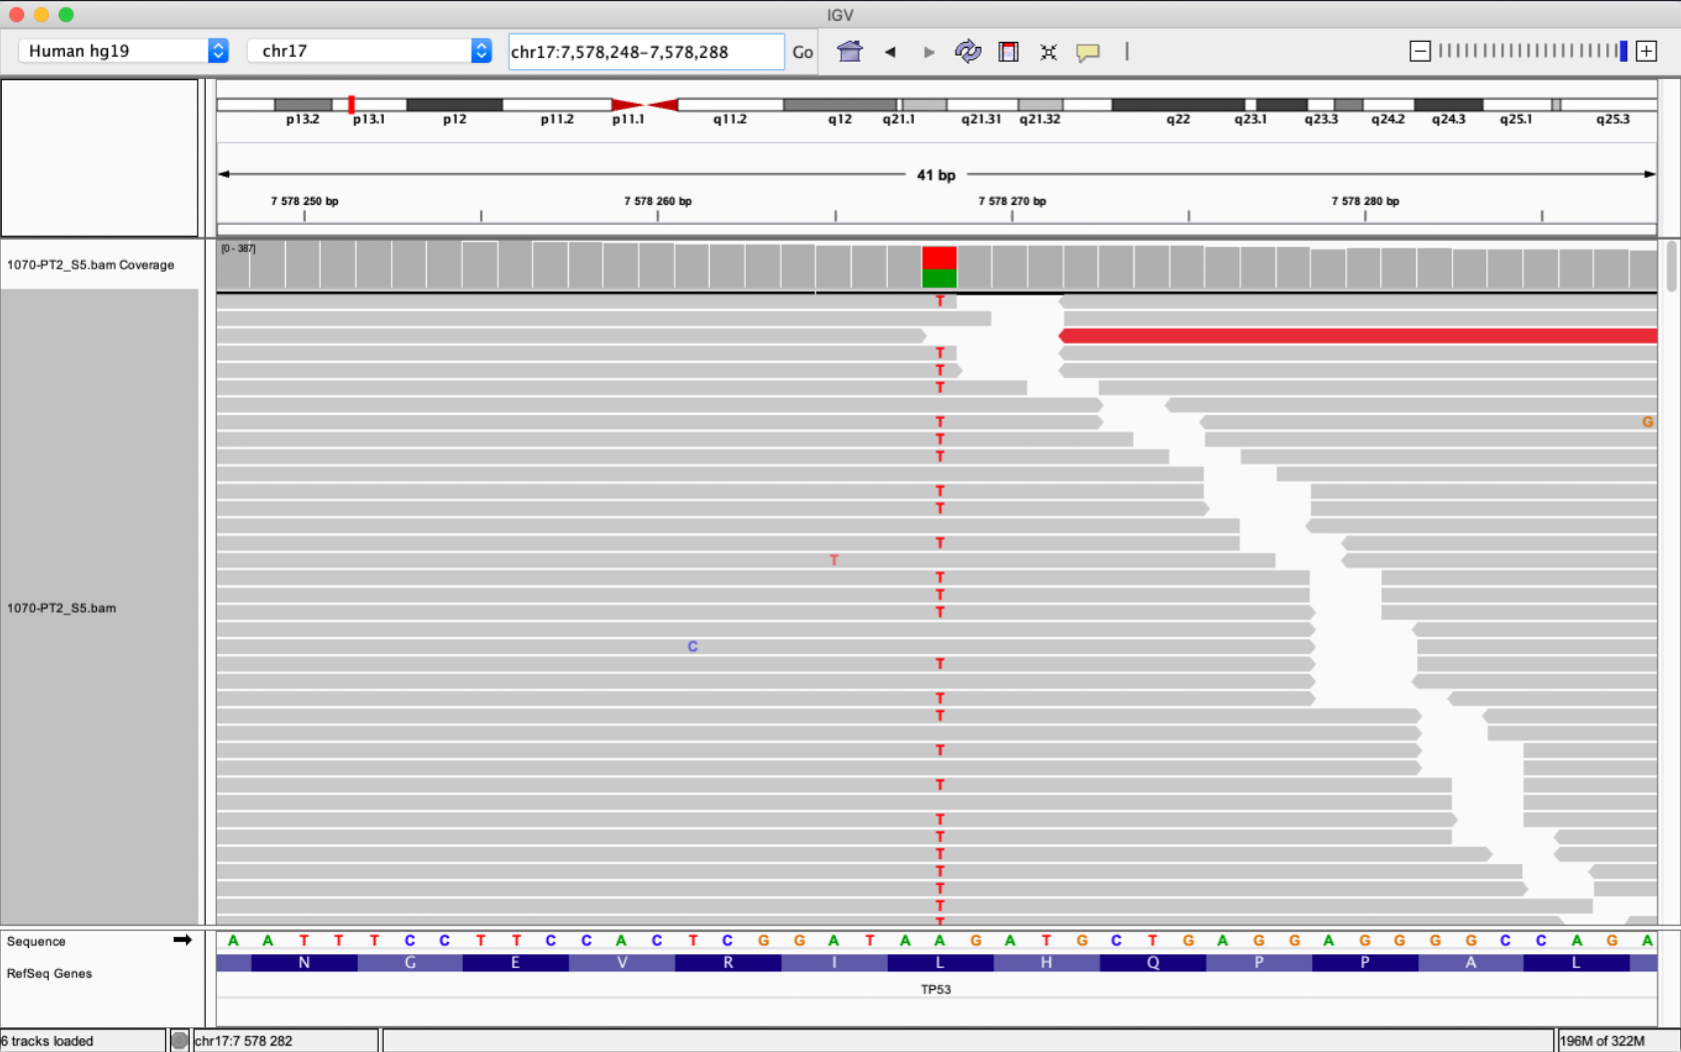 IGV
Human hg19 chr17 chr17:7,578,248–7,578,288 Go
p13.2 p13.1 p12 p11.2 p11.1 q11.2 q12 q21.1 q21.31 q21.32 q22 q23.1 q23.3 q24.2 q24.3 q25.1 q25.3
41 bp
7 578 250 bp 7 578 260 bp 7 578 270 bp 7 578 280 bp
[0 - 387]
1070-PT2_S5.bam Coverage
T
T
T
T
T G
T
T
T
T
T
T
T
T
T
C
T
T
T
T
T
T
T
T
T
T
T
T
1070-PT2_S5.bam
Sequence A A T T T C C T T C C A C T C G G A T A A G A T G C T G A G G A G G G G C C A G A
RefSeq Genes N G E V R I L H Q P P A L
TP53
6 tracks loaded chr17:7 578 282 196M of 322M